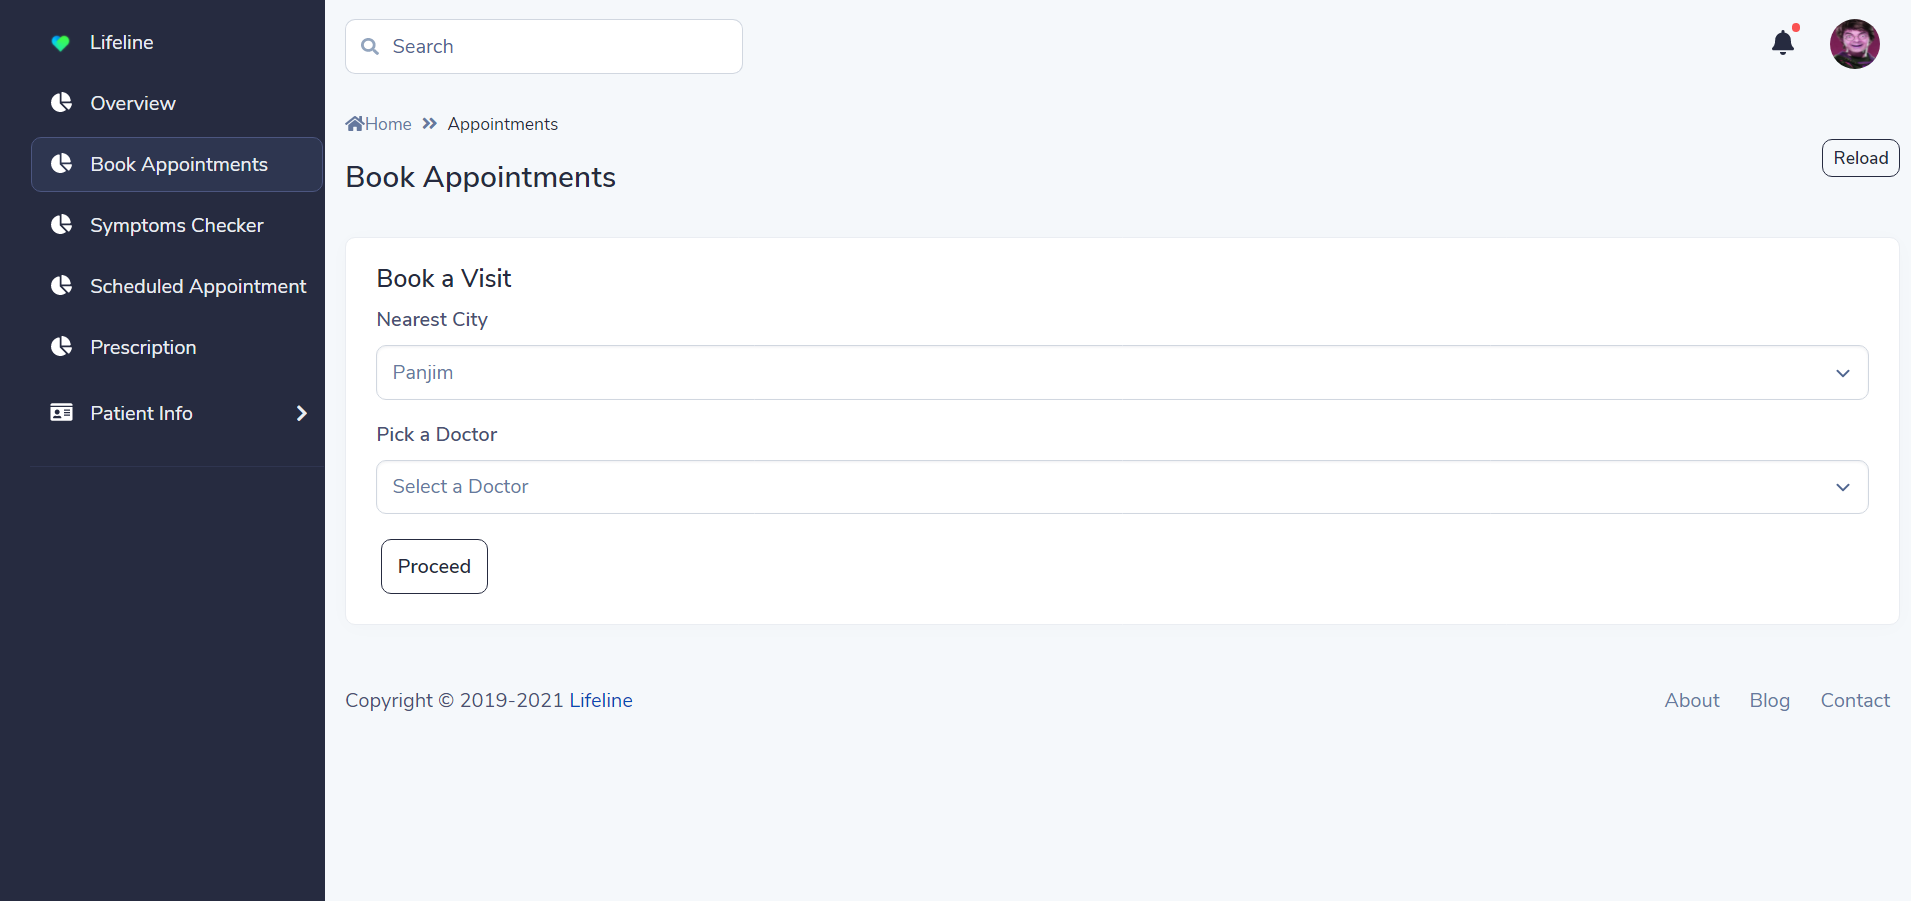 Lifeline
Overview
Book Appointments
Symptoms Checker
Scheduled Appointment
Prescription
Patient Info
Search
Home Appointments
Book Appointments
Reload
Book a Visit
Nearest City
Panjim
Pick a Doctor
Select a Doctor
Proceed
Copyright © 2019-2021 Lifeline
About Blog Contact